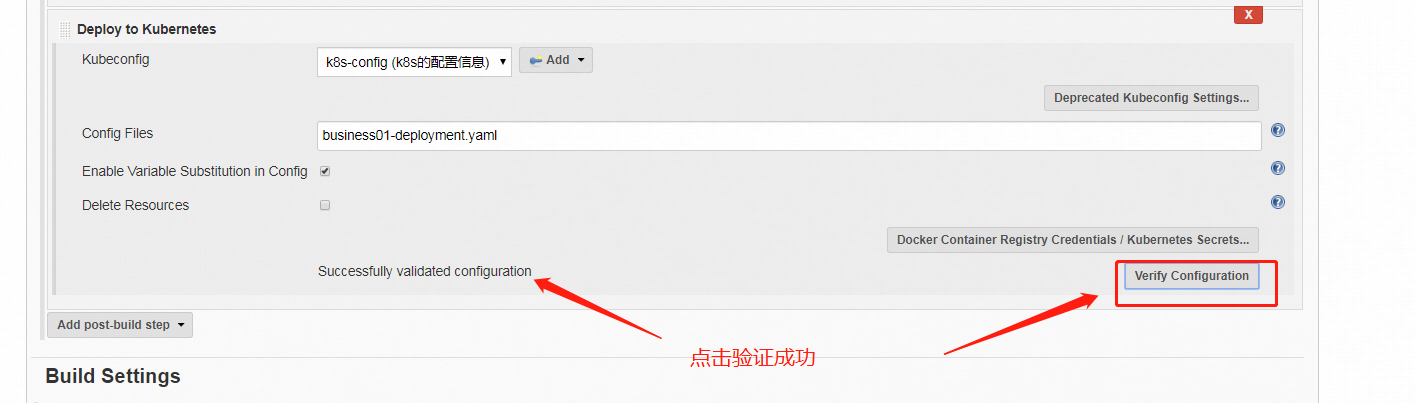 X
Deploy to Kubernetes
Kubeconfig
k8s-config (k8s的配置信息)
Add
Deprecated Kubeconfig Settings...
Config Files
business01-deployment.yaml
Enable Variable Substitution in Config
Delete Resources
Docker Container Registry Credentials / Kubernetes Secrets...
Successfully validated configuration
Verify Configuration
Add post-build step
点击验证成功
Build Settings